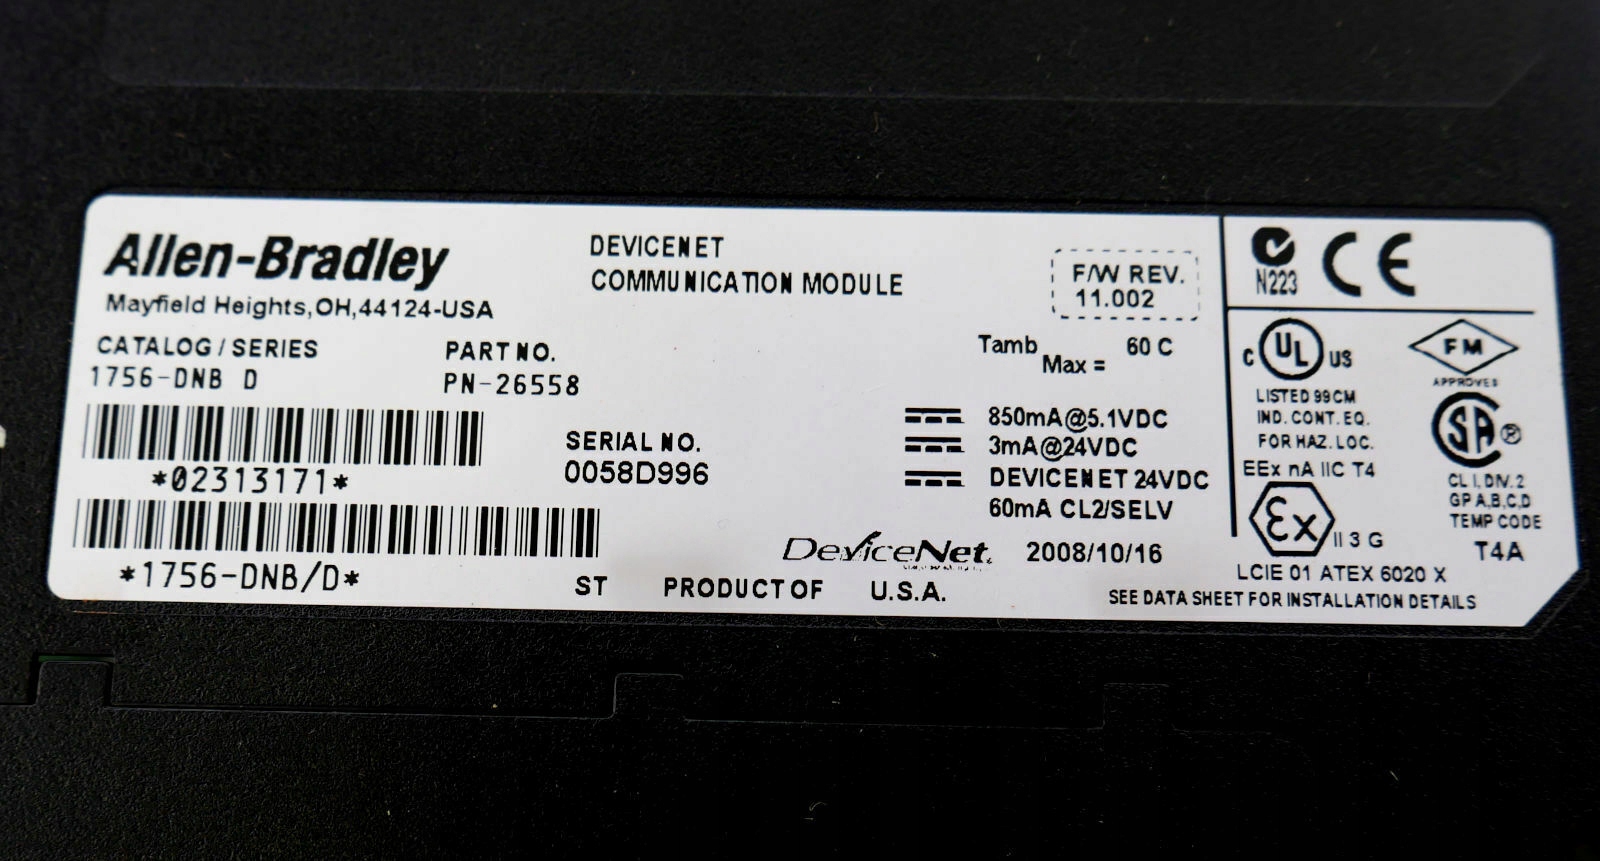 Allen-Bradley
Mayfield Heights,OH,44124-USA
CATALOG / SERIES
1756-DNB D
PART NO.
PN-26558
*02313171*
SERIAL NO.
0058D996
*1756-DNB/D*
DEVICENET
COMMUNICATION MODULE
F/W REV.
11.002
Tamb Max = 60 C
850mA@5.1VDC
3mA@24VDC
DEVICENET 24VDC
60mA CL2/SELV
DeviceNet 2008/10/16
ST PRODUCT OF U.S.A.
N223
CE
C UL US
LISTED 99CM
IND. CONT. EQ.
FOR HAZ. LOC.
EEx nA IIC T4
Ex II 3 G
LCIE 01 ATEX 6020 X
FM
APPROVED
SA ®
CL I, DIV. 2
GP A,B,C,D
TEMP CODE
T4A
SEE DATA SHEET FOR INSTALLATION DETAILS